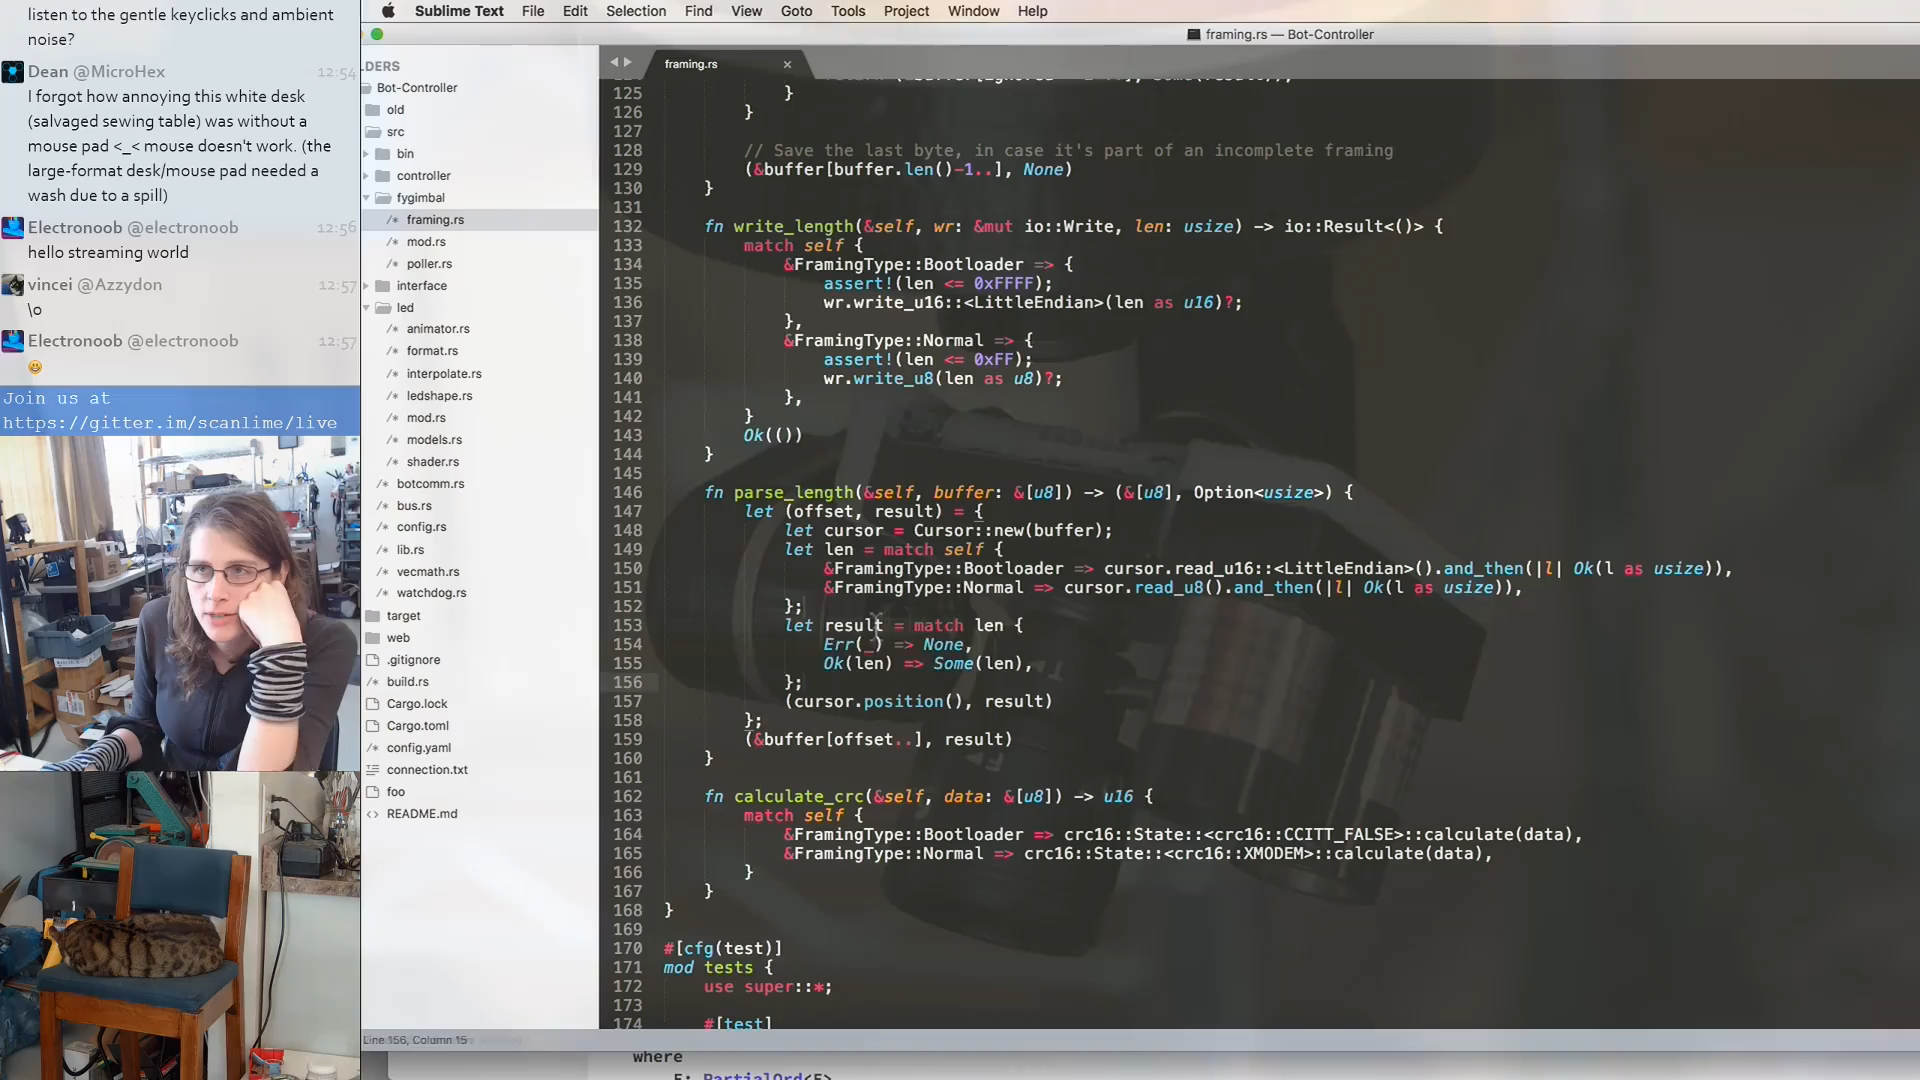 listen to the gentle keyclicks and ambient
noise?
Dean @MicroHex 12:54
I forgot how annoying this white desk
(salvaged sewing table) was without a
mouse pad <_< mouse doesn't work. (the
large-format desk/mouse pad needed a
wash due to a spill)
Electronoob @electronoob 12:56
hello streaming world
vincei @Azzydon 12:57
\o
Electronoob @electronoob 12:57
Join us at
https://gitter.im/scanlime/live
Sublime Text File Edit Selection Find View Goto Tools Project Window Help
framing.rs — Bot-Controller
LDERS
Bot-Controller
old
src
bin
controller
fygimbal
/* framing.rs
/* mod.rs
/* poller.rs
interface
led
/* animator.rs
/* format.rs
/* interpolate.rs
/* ledshape.rs
/* mod.rs
/* models.rs
/* shader.rs
/* botcomm.rs
/* bus.rs
/* config.rs
/* lib.rs
/* vecmath.rs
/* watchdog.rs
target
web
.gitignore
/* build.rs
Cargo.lock
Cargo.toml
/* config.yaml
connection.txt
foo
<> README.md
framing.rs ×
125 }
126 }
127
128 // Save the last byte, in case it's part of an incomplete framing
129 (&buffer[buffer.len()-1..], None)
130 }
131
132 fn write_length(&self, wr: &mut io::Write, len: usize) -> io::Result<()> {
133 match self {
134 &FramingType::Bootloader => {
135 assert!(len <= 0xFFFF);
136 wr.write_u16::<LittleEndian>(len as u16)?;
137 },
138 &FramingType::Normal => {
139 assert!(len <= 0xFF);
140 wr.write_u8(len as u8)?;
141 },
142 }
143 Ok(())
144 }
145
146 fn parse_length(&self, buffer: &[u8]) -> (&[u8], Option<usize>) {
147 let (offset, result) = {
148 let cursor = Cursor::new(buffer);
149 let len = match self {
150 &FramingType::Bootloader => cursor.read_u16::<LittleEndian>().and_then(|l| Ok(l as usize)),
151 &FramingType::Normal => cursor.read_u8().and_then(|l| Ok(l as usize)),
152 };
153 let result = match len {
154 Err(_) => None,
155 Ok(len) => Some(len),
156 };
157 (cursor.position(), result)
158 };
159 (&buffer[offset..], result)
160 }
161
162 fn calculate_crc(&self, data: &[u8]) -> u16 {
163 match self {
164 &FramingType::Bootloader => crc16::State::<crc16::CCITT_FALSE>::calculate(data),
165 &FramingType::Normal => crc16::State::<crc16::XMODEM>::calculate(data),
166 }
167 }
168 }
169
170 #[cfg(test)]
171 mod tests {
172 use super::*;
173
174 #[test]
Line 156, Column 15
where